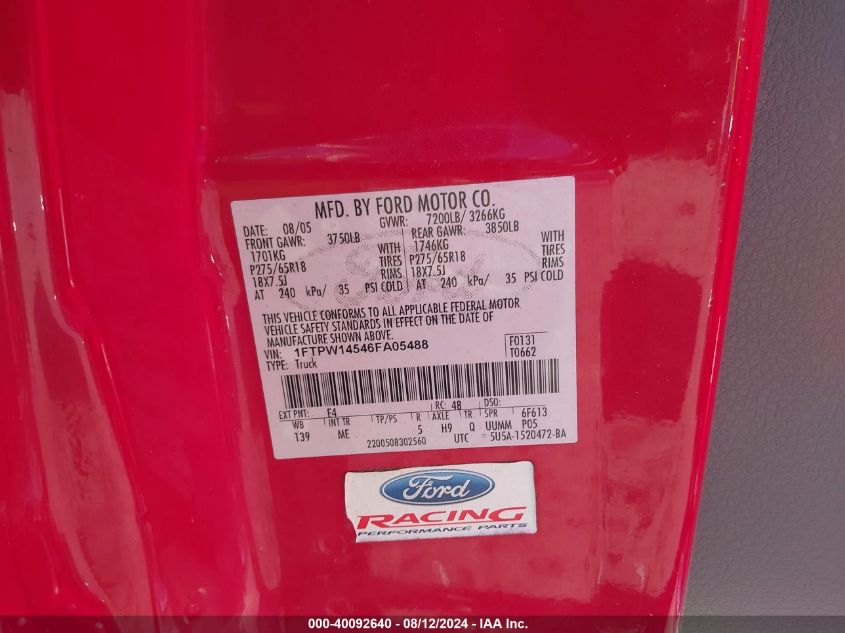 MFD. BY FORD MOTOR CO.
DATE: 08/05 GVWR: 7200LB/ 3266KG
FRONT GAWR: 3750LB REAR GAWR: 3850LB
1701KG WITH 1746KG WITH
P275/65R18 TIRES P275/65R18 TIRES
18X7.5J RIMS 18X7.5J RIMS
AT 240 kPa/ 35 PSI COLD AT 240 kPa/ 35 PSI COLD
THIS VEHICLE CONFORMS TO ALL APPLICABLE FEDERAL MOTOR
VEHICLE SAFETY STANDARDS IN EFFECT ON THE DATE OF
MANUFACTURE SHOWN ABOVE.
VIN: 1FTPW14546FA05488 F0131
TYPE: Truck T0662
EXT PNT: E4 RC: 48 DSO:
WB INT TR TP/PS R AXLE TR SPR 6F613
139 ME 5 H9 Q UUMM P05
2200508302560 UTC 5U5A-1520472-BA
Ford
RACING
PERFORMANCE PARTS
000-40092640 - 08/12/2024 - IAA Inc.